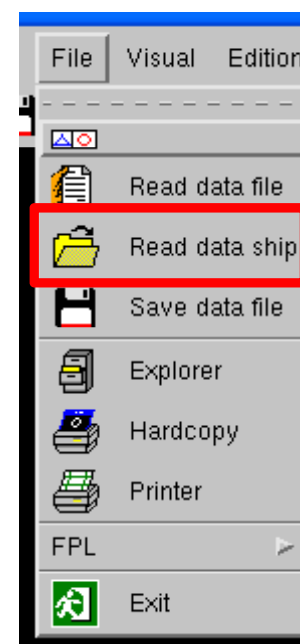 File Visual Edition
Read data file
Read data ship
Save data file
Explorer
Hardcopy
Printer
FPL
Exit